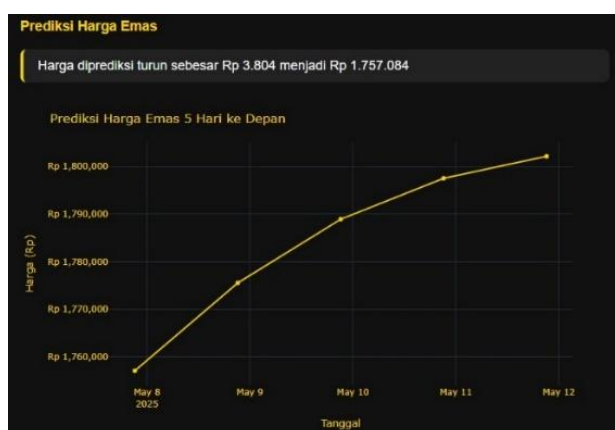 Prediksi Harga Emas
Harga diprediksi turun sebesar Rp 3.804 menjadi Rp 1.757.084
Prediksi Harga Emas 5 Hari ke Depan
Rp 1,800,000
Rp 1,790,000
Rp 1,780,000
Rp 1,770,000
Rp 1,760,000
Harga (Rp)
May 8
2025
May 9
May 10
May 11
May 12
Tanggal